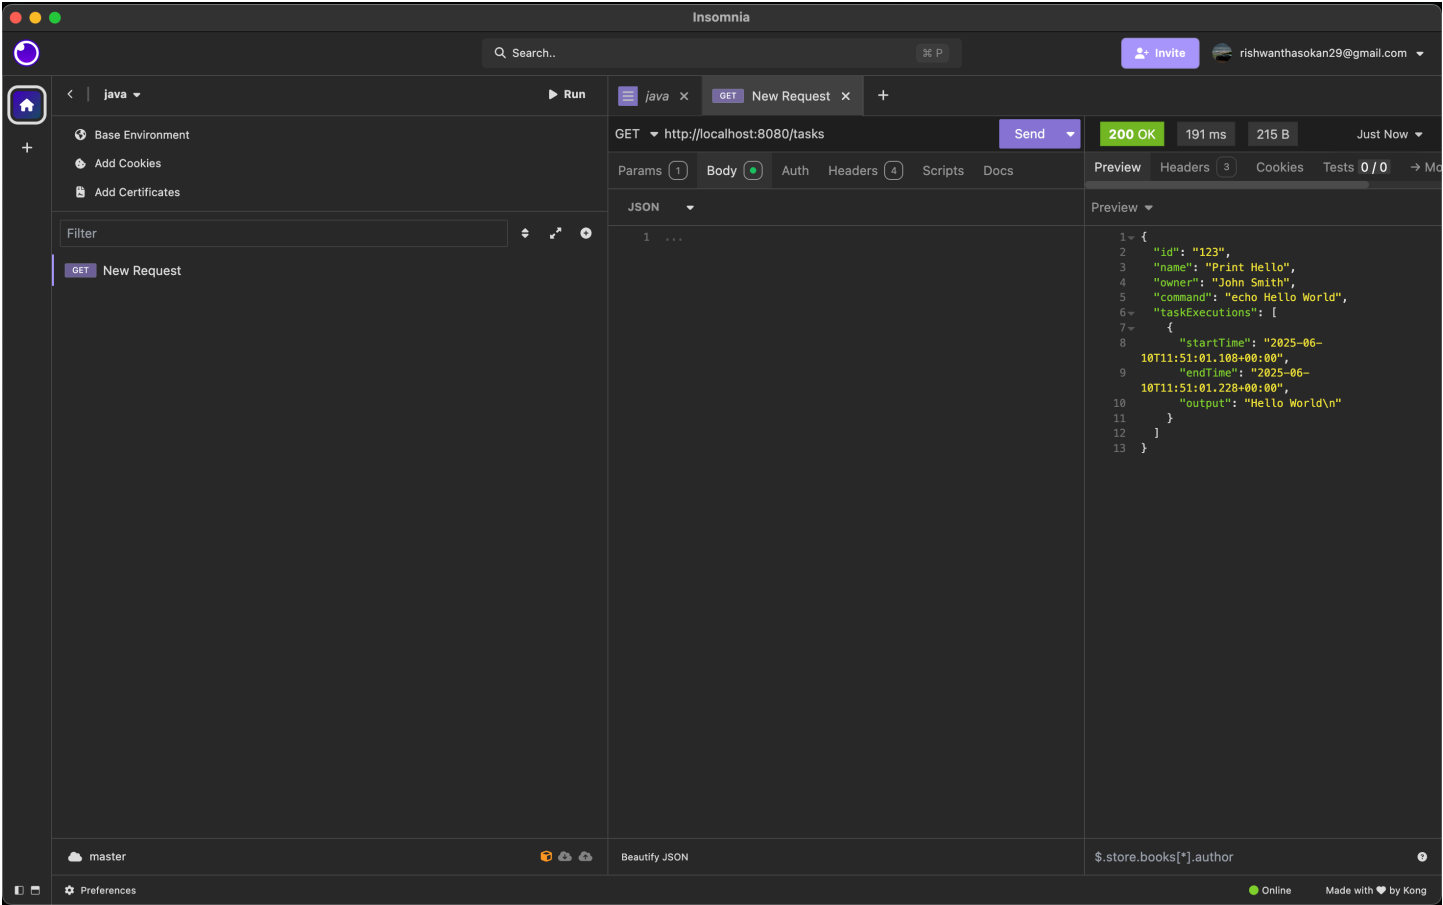 Insomnia
Search..
⌘ P
Invite
rishwanthasokan29@gmail.com
java
Run
Base Environment
Add Cookies
Add Certificates
Filter
GET New Request
master
Preferences
java
GET New Request
GET http://localhost:8080/tasks
Send
Params 1 Body Auth Headers 4 Scripts Docs
JSON
1 ...
Beautify JSON
200 OK 191 ms 215 B Just Now
Preview Headers 3 Cookies Tests 0 / 0 → Mo
Preview
1 {
2 "id": "123",
3 "name": "Print Hello",
4 "owner": "John Smith",
5 "command": "echo Hello World",
6 "taskExecutions": [
7 {
8 "startTime": "2025-06-
10T11:51:01.108+00:00",
9 "endTime": "2025-06-
10T11:51:01.228+00:00",
10 "output": "Hello World\n"
11 }
12 ]
13 }
$.store.books[*].author
Online
Made with ♥ by Kong